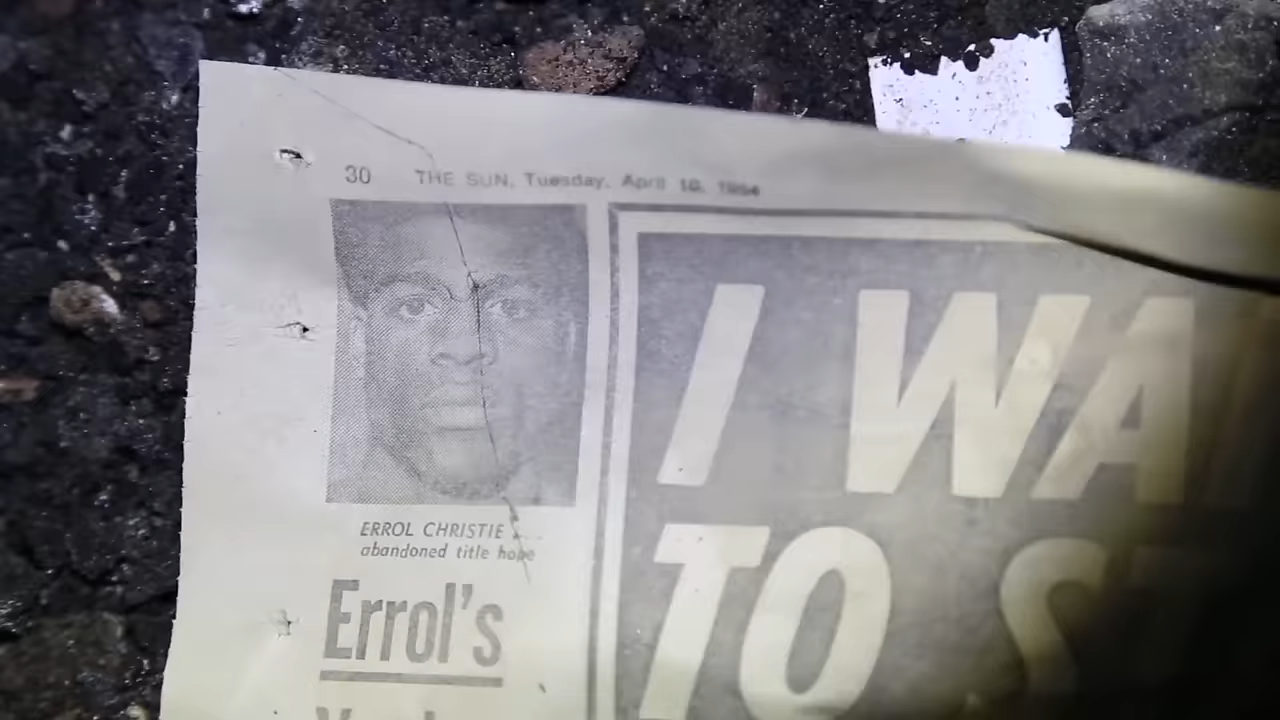 30 THE SUN, Tuesday, April 10, 1984
ERROL CHRISTIE
abandoned title hope
Errol's
I WA
TO S